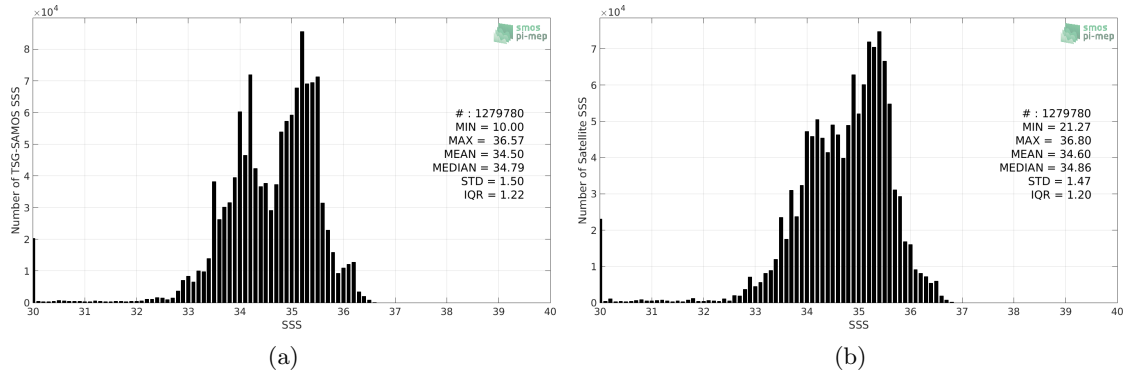 ×10⁴
smos
pi-mep
Number of TSG-SAMOS SSS
9
8
7
6
5
4
3
2
1
0
# : 1279780
MIN = 10.00
MAX = 36.57
MEAN = 34.50
MEDIAN = 34.79
STD = 1.50
IQR = 1.22
30 31 32 33 34 35 36 37 38 39 40
SSS
(a)
×10⁴
smos
pi-mep
Number of Satellite SSS
7
6
5
4
3
2
1
0
# : 1279780
MIN = 21.27
MAX = 36.80
MEAN = 34.60
MEDIAN = 34.86
STD = 1.47
IQR = 1.20
30 31 32 33 34 35 36 37 38 39 40
SSS
(b)